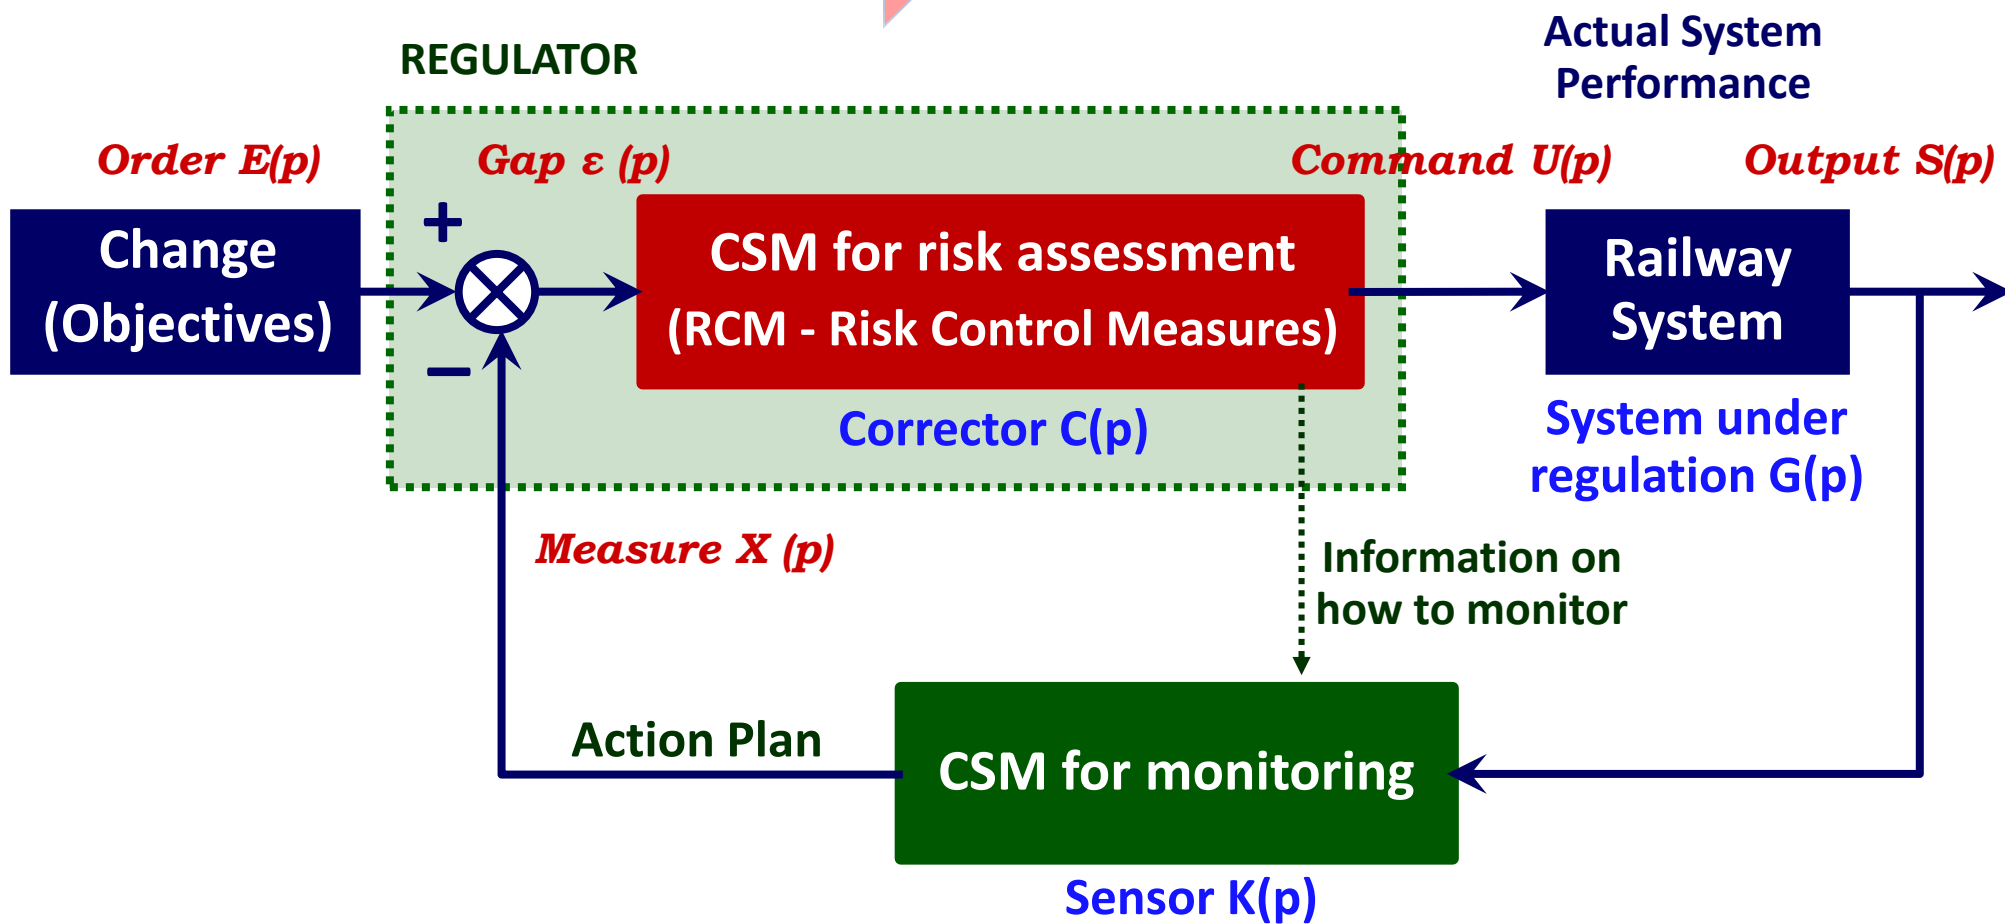 Actual System
Performance
REGULATOR
Order E(p)
Gap ε (p)
Command U(p)
Output S(p)
+
Change
(Objectives)
CSM for risk assessment
(RCM - Risk Control Measures)
Railway
System
−
Corrector C(p)
System under
regulation G(p)
Measure X (p)
Information on
how to monitor
Action Plan
CSM for monitoring
Sensor K(p)